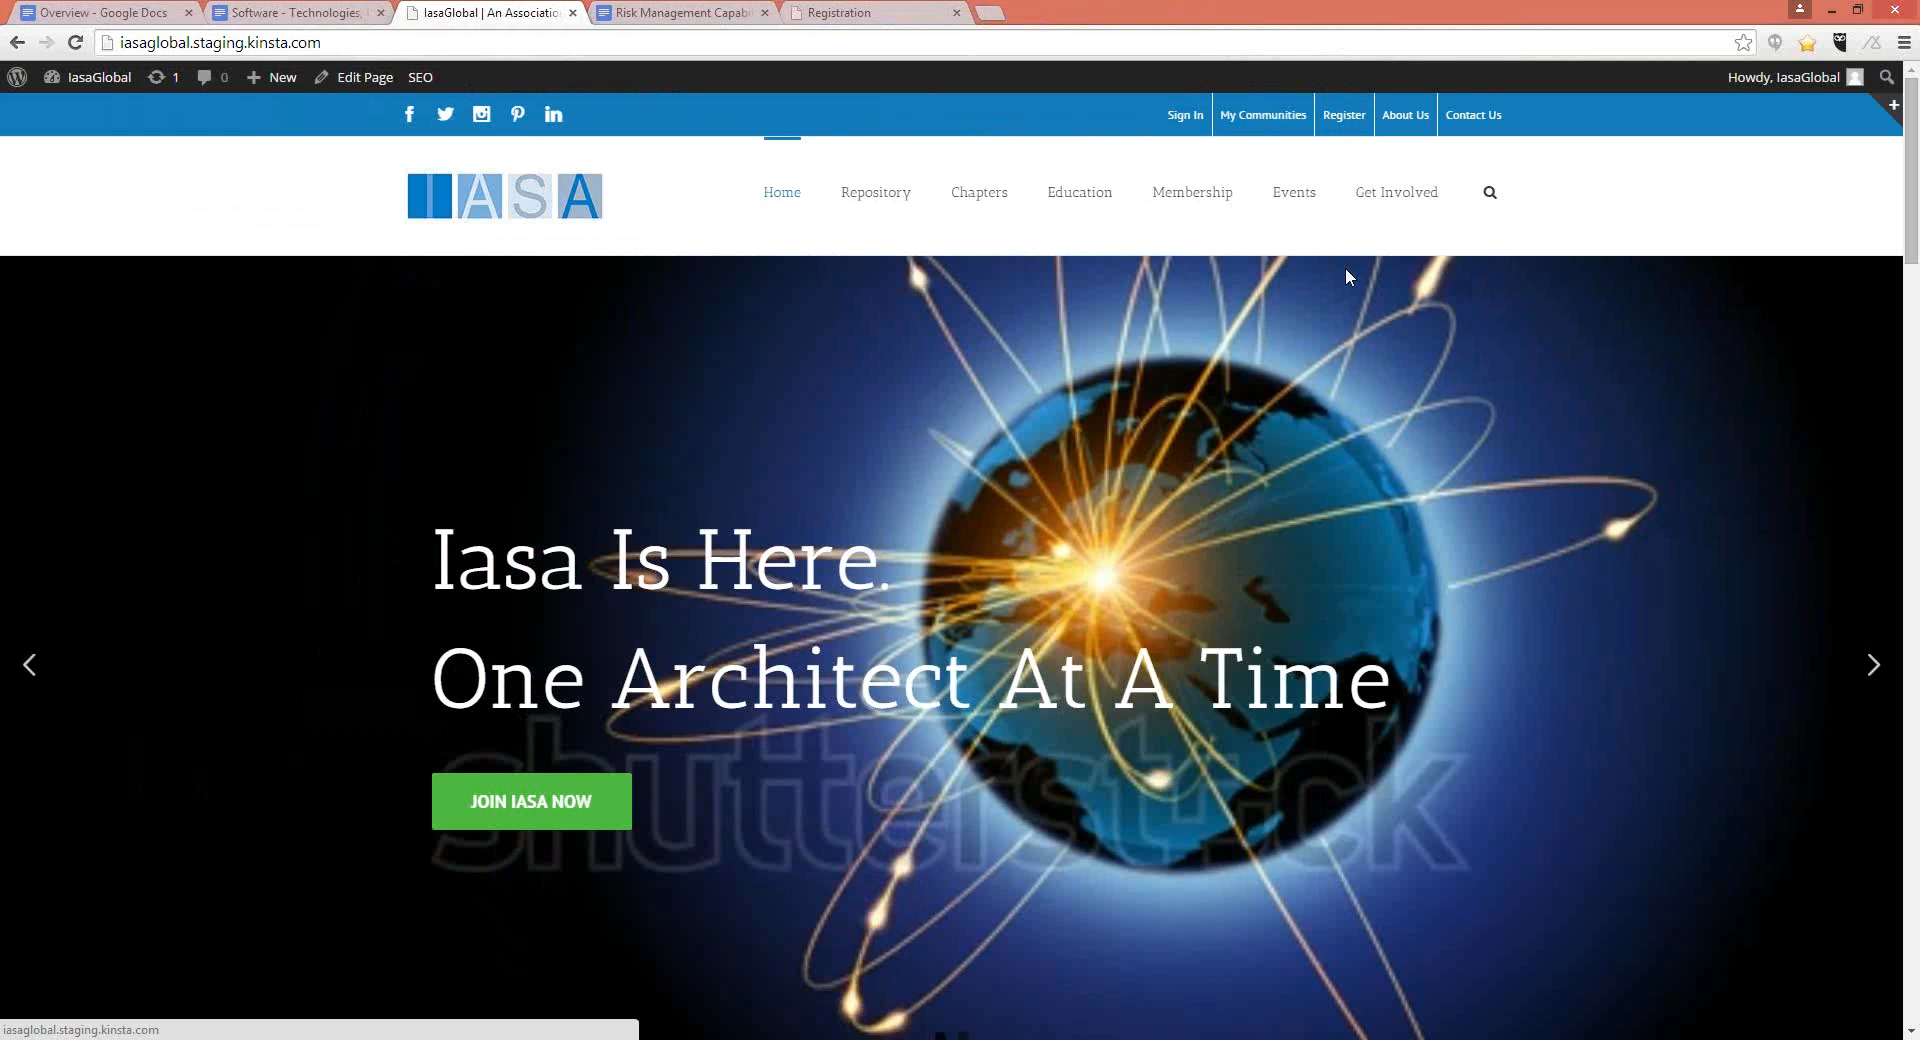 Overview - Google Docs
Software - Technologies,
IasaGlobal | An Associatio
Risk Management Capabi
Registration
iasaglobal.staging.kinsta.com
IasaGlobal 1 0 New Edit Page SEO
Howdy, IasaGlobal
Sign In My Communities Register About Us Contact Us
IASA
Home Repository Chapters Education Membership Events Get Involved
Iasa Is Here.
One Architect At A Time
shutterstock
JOIN IASA NOW
iasaglobal.staging.kinsta.com